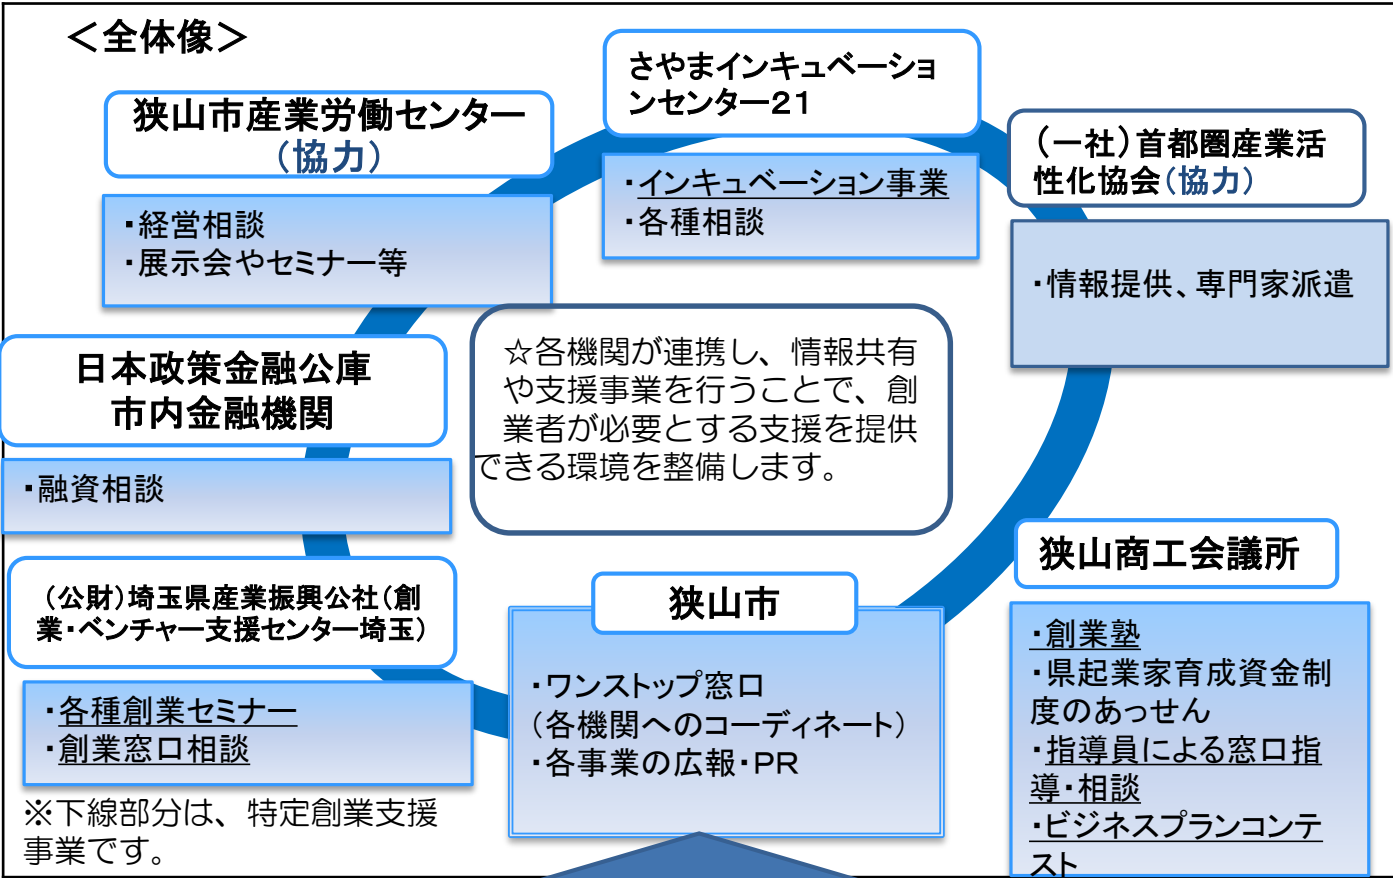 ＜全体像＞
さやまインキュベーショ
ンセンター21
・インキュベーション事業
・各種相談
狭山市産業労働センター
（協力）
・経営相談
・展示会やセミナー等
（一社）首都圏産業活
性化協会（協力）
・情報提供、専門家派遣
☆各機関が連携し、情報共有
や支援事業を行うことで、創
業者が必要とする支援を提供
できる環境を整備します。
日本政策金融公庫
市内金融機関
・融資相談
（公財）埼玉県産業振興公社（創
業・ベンチャー支援センター埼玉）
・各種創業セミナー
・創業窓口相談
※下線部分は、特定創業支援
事業です。
狭山市
・ワンストップ窓口
（各機関へのコーディネート）
・各事業の広報・PR
狭山商工会議所
・創業塾
・県起業家育成資金制
度のあっせん
・指導員による窓口指
導・相談
・ビジネスプランコンテ
スト